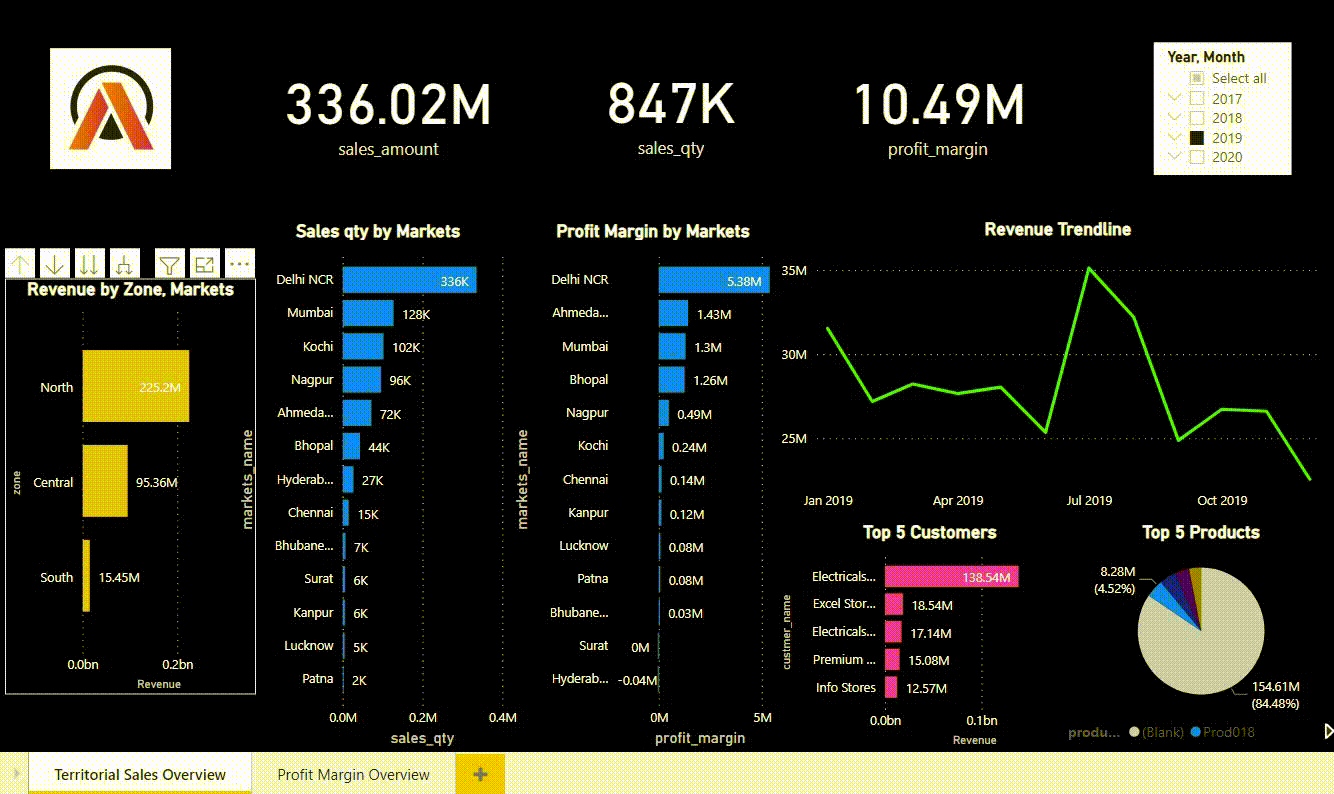 336.02M
sales_amount
847K
sales_qty
10.49M
profit_margin
Year, Month
Select all
2017
2018
2019
2020
Revenue by Zone, Markets
zone
North
225.2M
Central
95.36M
South
15.45M
0.0bn
0.2bn
Revenue
Sales qty by Markets
markets_name
Delhi NCR
336K
Mumbai
128K
Kochi
102K
Nagpur
96K
Ahmeda...
72K
Bhopal
44K
Hyderab...
27K
Chennai
15K
Bhubane...
7K
Surat
6K
Kanpur
6K
Lucknow
5K
Patna
2K
0.0M
0.2M
0.4M
sales_qty
Profit Margin by Markets
markets_name
Delhi NCR
5.38M
Ahmeda...
1.43M
Mumbai
1.3M
Bhopal
1.26M
Nagpur
0.49M
Kochi
0.24M
Chennai
0.14M
Kanpur
0.12M
Lucknow
0.08M
Patna
0.08M
Bhubane...
0.03M
Surat
0M
Hyderab...
-0.04M
0M
5M
profit_margin
Revenue Trendline
35M
30M
25M
Jan 2019
Apr 2019
Jul 2019
Oct 2019
Top 5 Customers
custmer_name
Electricals...
138.54M
Excel Stor...
18.54M
Electricals...
17.14M
Premium ...
15.08M
Info Stores
12.57M
0.0bn
0.1bn
Revenue
Top 5 Products
8.28M
(4.52%)
154.61M
(84.48%)
produ...
(Blank)
Prod018
Territorial Sales Overview
Profit Margin Overview